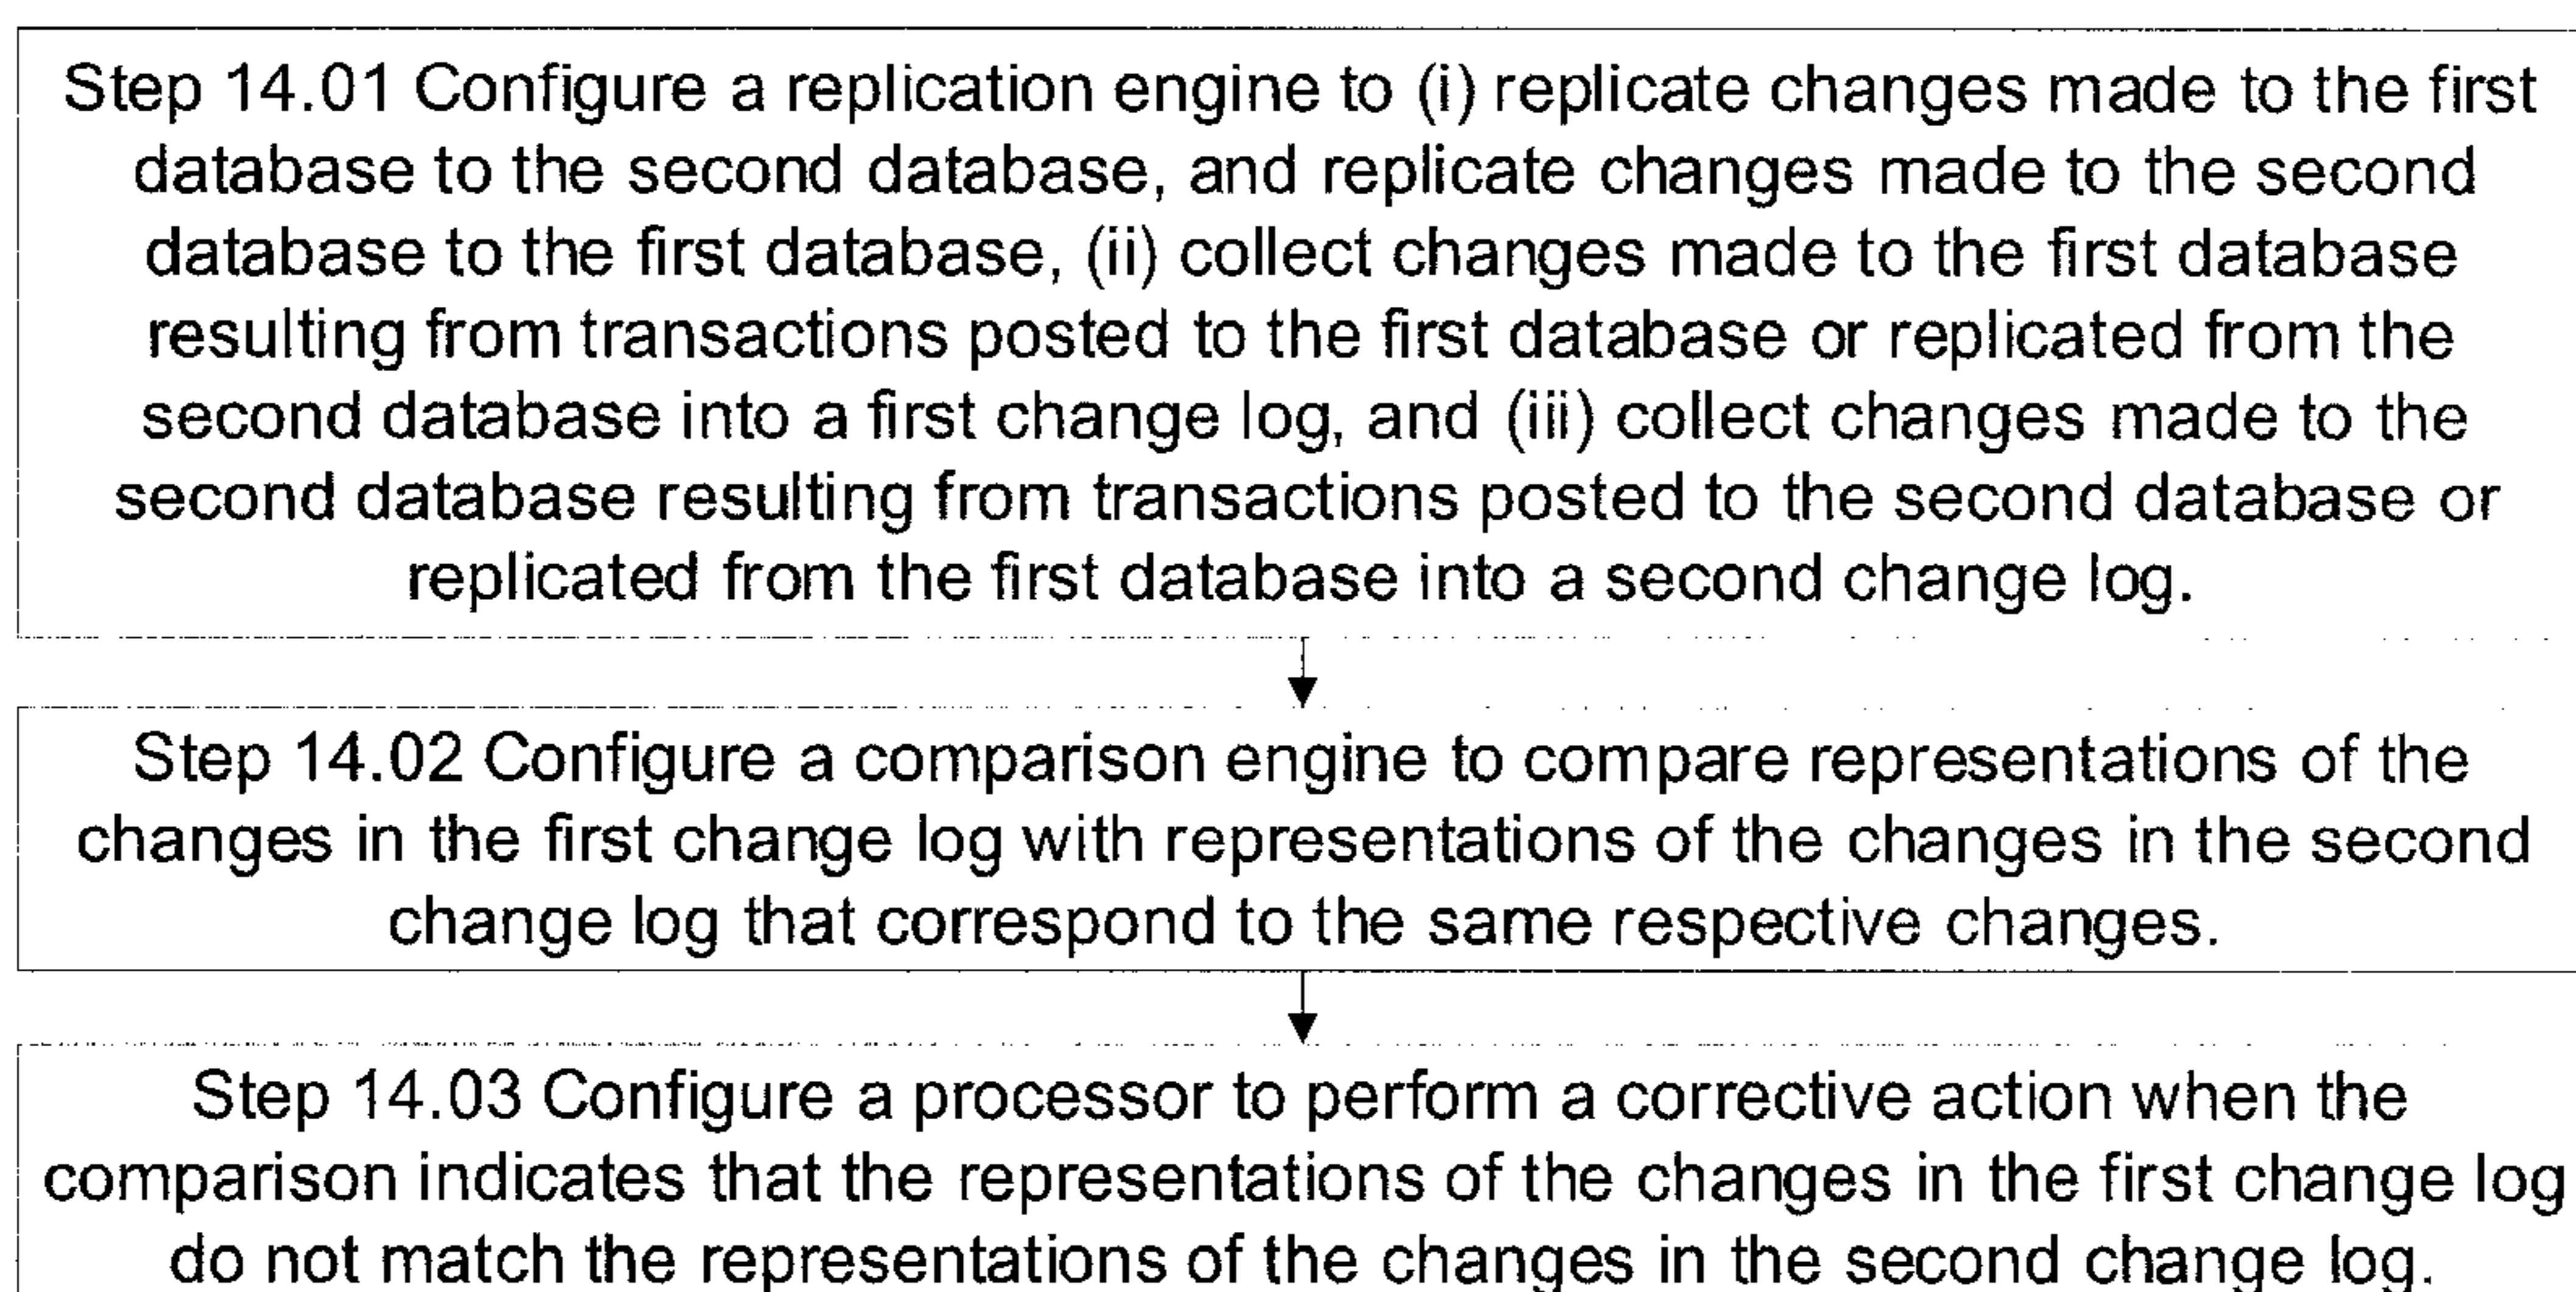 Step 14.01 Configure a replication engine to (i) replicate changes made to the first
database to the second database, and replicate changes made to the second
database to the first database, (ii) collect changes made to the first database
resulting from transactions posted to the first database or replicated from the
second database into a first change log, and (iii) collect changes made to the
second database resulting from transactions posted to the second database or
replicated from the first database into a second change log.
Step 14.02 Configure a comparison engine to compare representations of the
changes in the first change log with representations of the changes in the second
change log that correspond to the same respective changes.
Step 14.03 Configure a processor to perform a corrective action when the
comparison indicates that the representations of the changes in the first change log
do not match the representations of the changes in the second change log.